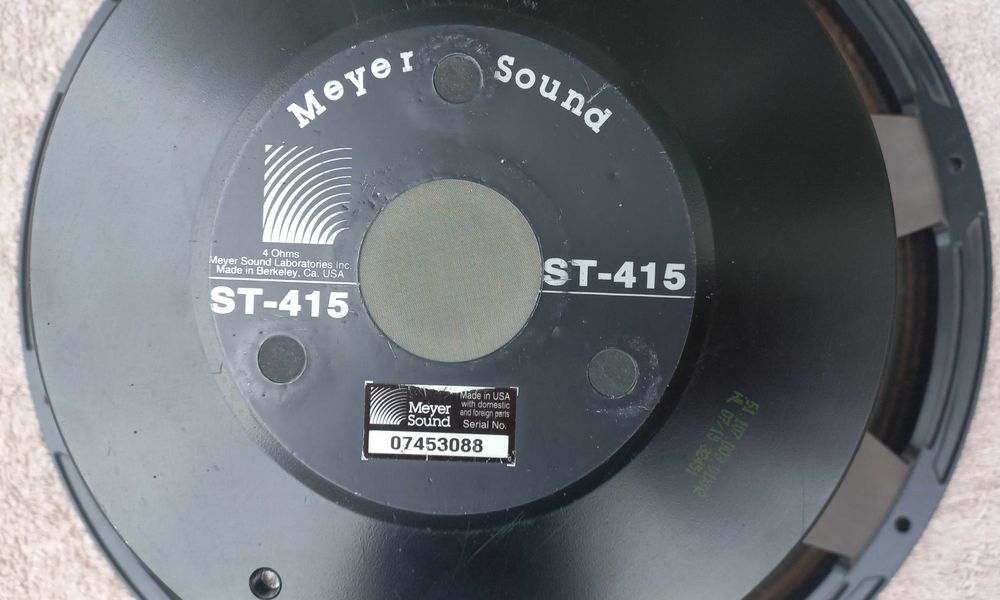 Meyer Sound
4 Ohms
Meyer Sound Laboratories Inc
Made in Berkeley, Ca. USA
ST-415
ST-415
Made in USA
with domestic
and foreign parts
Serial No.
Meyer
Sound
07453088